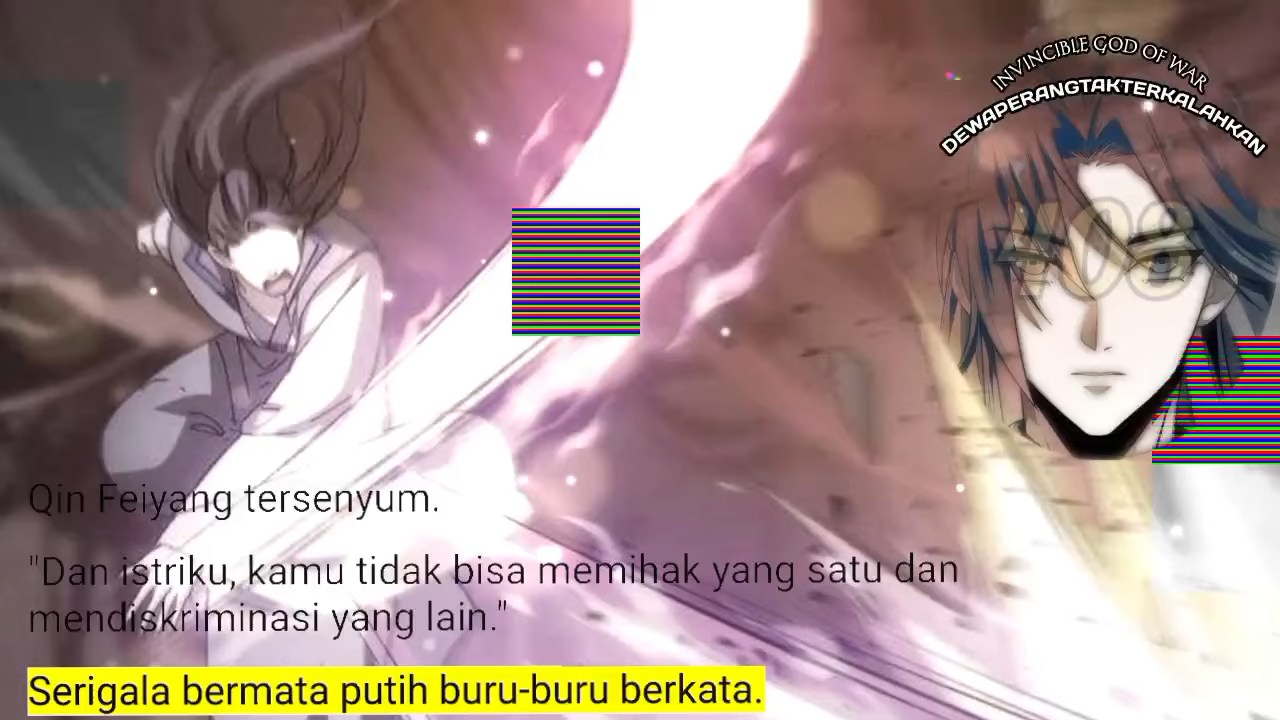 INVINCIBLE GOD OF WAR
DEWAPERANGTAKTERKALAHKAN
Qin Feiyang tersenyum.
"Dan istriku, kamu tidak bisa memihak yang satu dan
mendiskriminasi yang lain."
Serigala bermata putih buru-buru berkata.